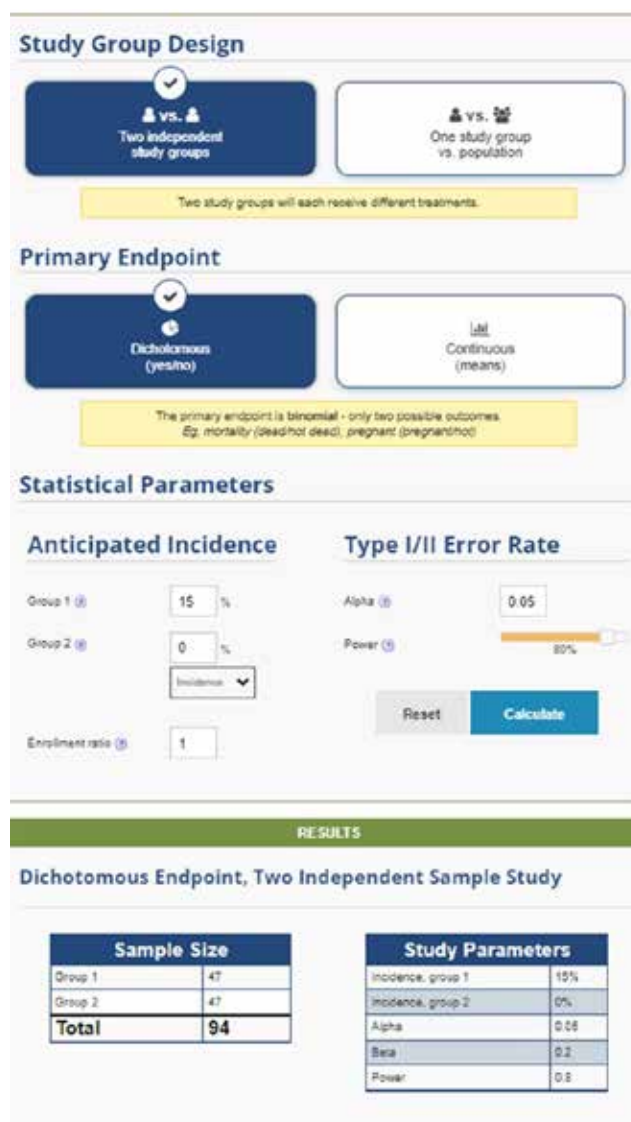 Study Group Design
vs.
Two independent
study groups
vs.
One study group
vs. population
Two study groups will each receive different treatments.
Primary Endpoint
Dichotomous
(yes/no)
Continuous
(means)
The primary endpoint is binomial - only two possible outcomes.
Eg, mortality (dead/not dead), pregnant (pregnant/not)
Statistical Parameters
Anticipated Incidence
Type I/II Error Rate
Group 1 ? 15 %
Alpha ? 0.05
Group 2 ? 0 %
Power ? 80%
Incidence
Reset Calculate
Enrollment ratio ? 1
RESULTS
Dichotomous Endpoint, Two Independent Sample Study
Sample Size
Group 1 47
Group 2 47
Total 94
Study Parameters
Incidence, group 1 15%
Incidence, group 2 0%
Alpha 0.05
Beta 0.2
Power 0.8